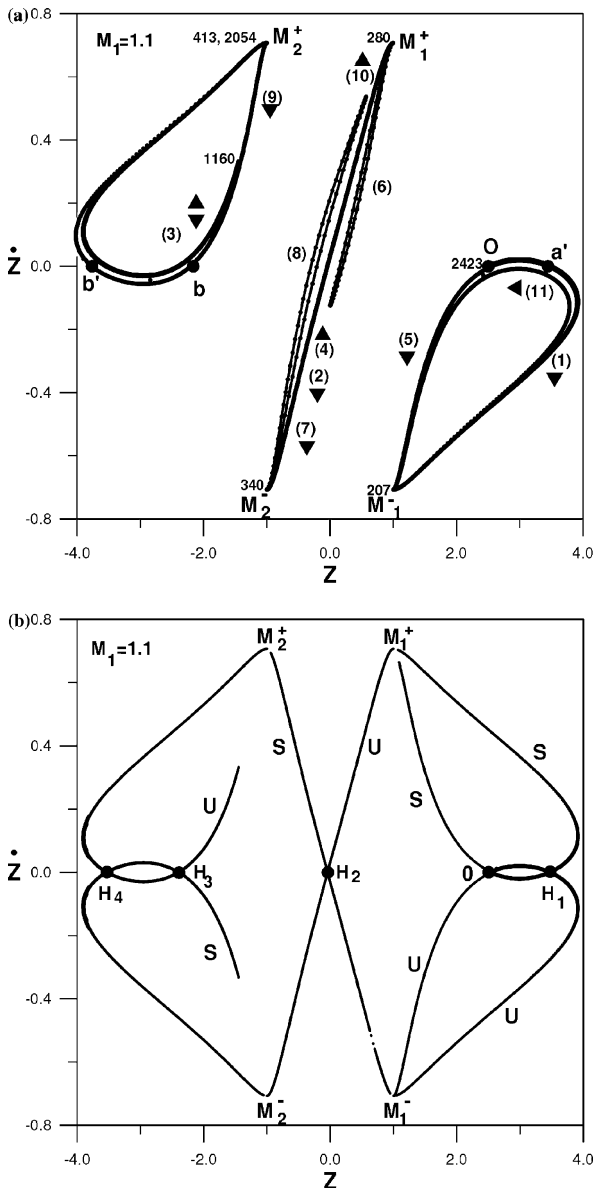 (a) 0.8
M1=1.1
413, 2054 M2+ 280 M1+
(10)
(9)
0.4
1160 (6)
(3) (8)
Ż 0.0
b' b 2423 O a'
(11)
(4)
(5) (1)
-0.4 (2)
(7)
340 207
M2- M1-
-0.8
-4.0 -2.0 0.0 2.0 4.0
Z
(b) 0.8
M1=1.1 M2+ M1+
0.4 S U S
U S
Ż 0.0
H4 H3 H2 0 H1
S U
-0.4 U
M2- M1-
-0.8
-4.0 -2.0 0.0 2.0 4.0
Z